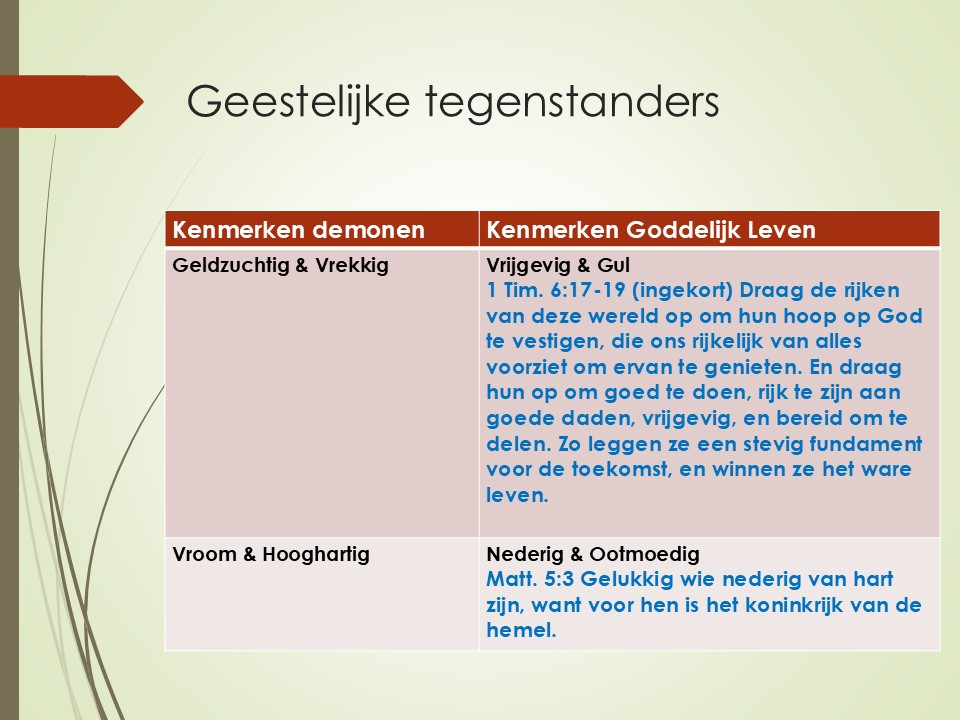 Geestelijke tegenstanders
Kenmerken demonen
Kenmerken Goddelijk Leven
Geldzuchtig & Vrekkig
Vrijgevig & Gul
1 Tim. 6:17-19 (ingekort) Draag de rijken
van deze wereld op om hun hoop op God
te vestigen, die ons rijkelijk van alles
voorziet om ervan te genieten. En draag
hun op om goed te doen, rijk te zijn aan
goede daden, vrijgevig, en bereid om te
delen. Zo leggen ze een stevig fundament
voor de toekomst, en winnen ze het ware
leven.
Vroom & Hooghartig
Nederig & Ootmoedig
Matt. 5:3 Gelukkig wie nederig van hart
zijn, want voor hen is het koninkrijk van de
hemel.